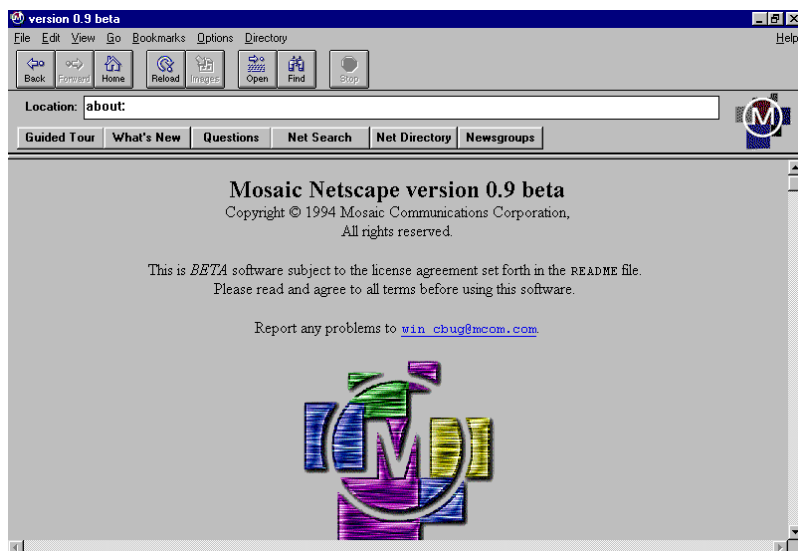 version 0.9 beta
File Edit View Go Bookmarks Options Directory Help
Back Forward Home Reload Images Open Find Stop
Location: about:
Guided Tour What's New Questions Net Search Net Directory Newsgroups
M
Mosaic Netscape version 0.9 beta
Copyright © 1994 Mosaic Communications Corporation,
All rights reserved.
This is BETA software subject to the license agreement set forth in the README file.
Please read and agree to all terms before using this software.
Report any problems to win_cbug@mcom.com.
M